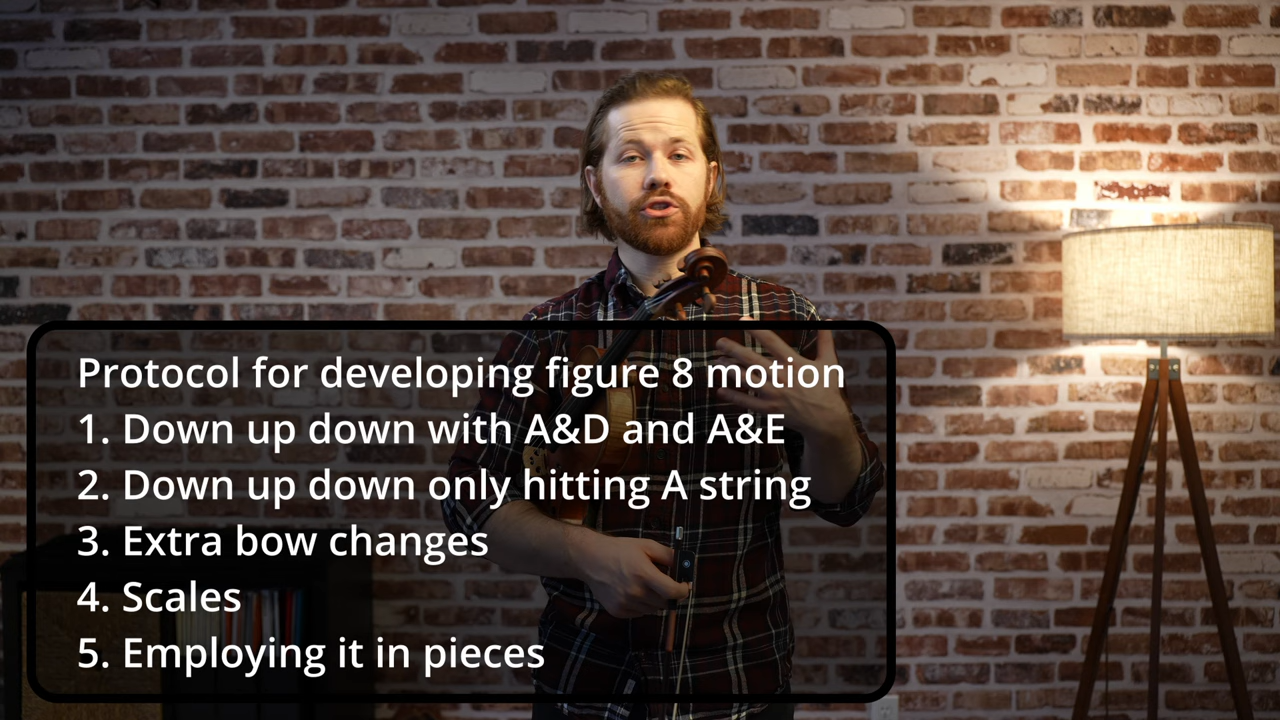 Protocol for developing figure 8 motion
1. Down up down with A&D and A&E
2. Down up down only hitting A string
3. Extra bow changes
4. Scales
5. Employing it in pieces